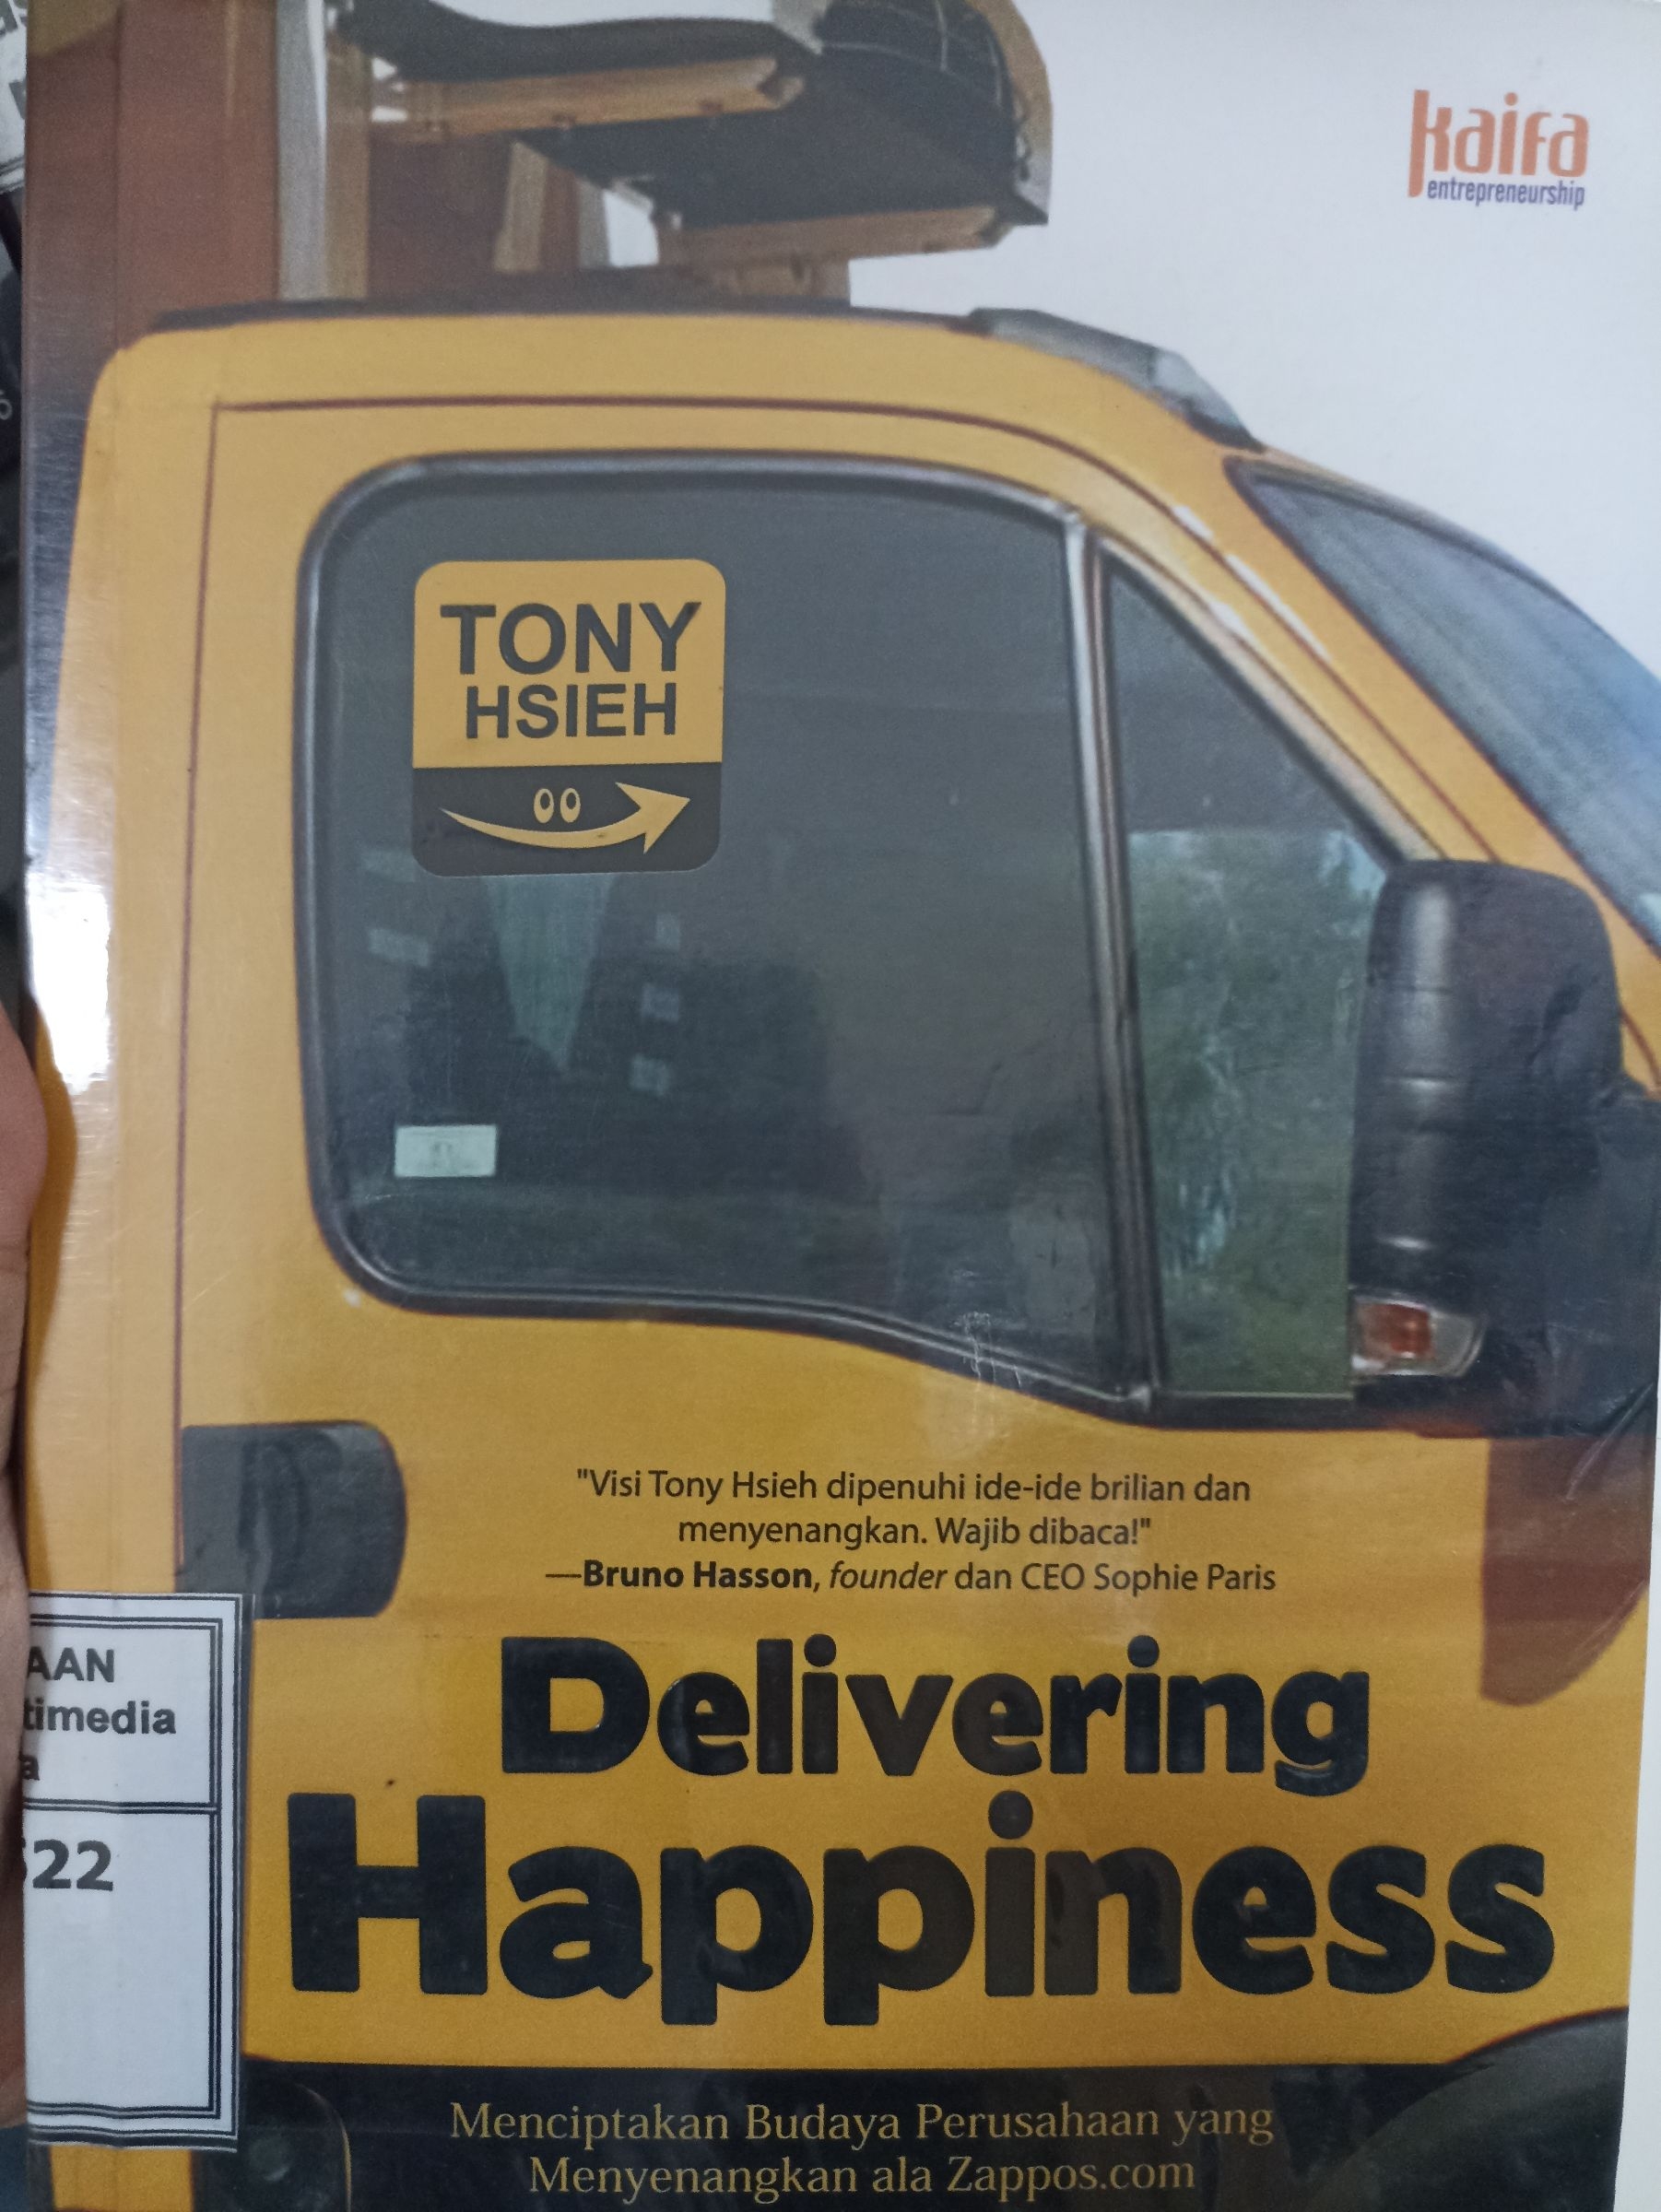 kaifa
entrepreneurship
TONY
HSIEH
"Visi Tony Hsieh dipenuhi ide-ide brilian dan
menyenangkan. Wajib dibaca!"
—Bruno Hasson, founder dan CEO Sophie Paris
Delivering
Happiness
AAN
timedia
a
22
Menciptakan Budaya Perusahaan yang
Menyenangkan ala Zappos.com